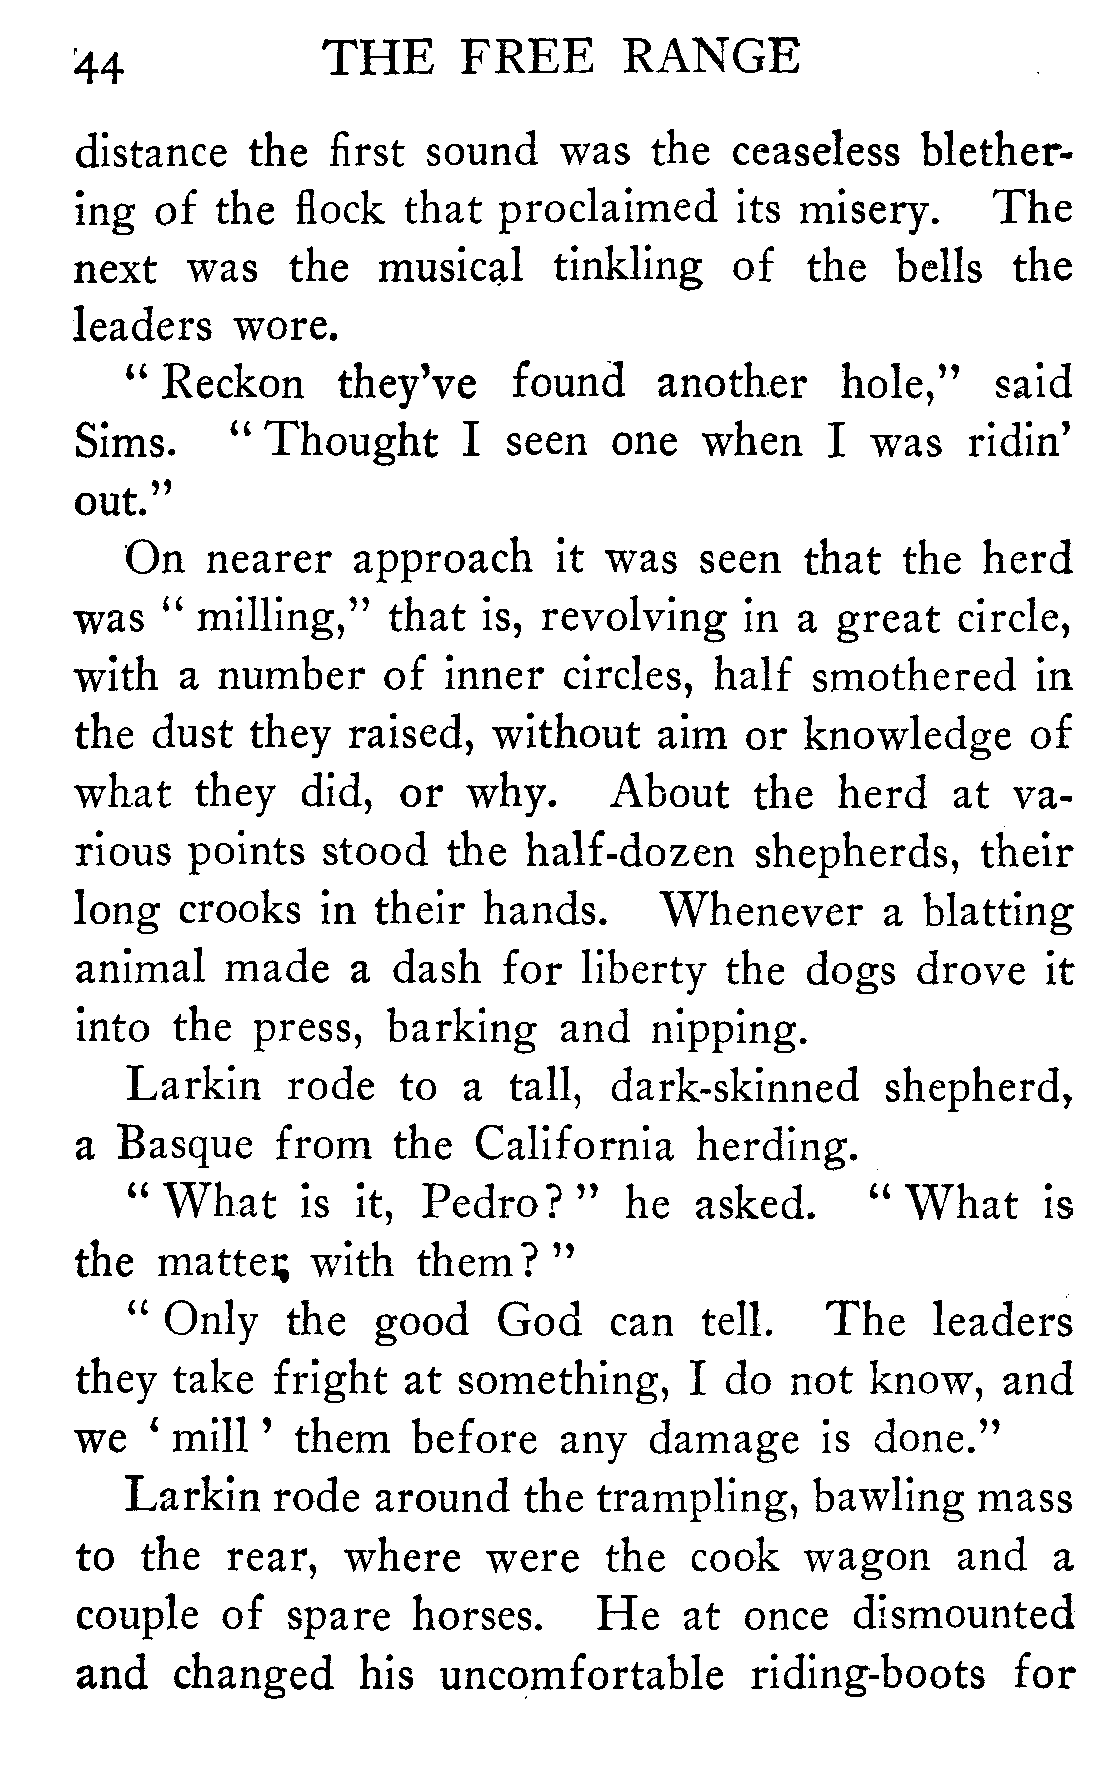 44 THE FREE RANGE
distance the first sound was the ceaseless blether-
ing of the flock that proclaimed its misery. The
next was the musical tinkling of the bells the
leaders wore.
" Reckon they've found another hole," said
Sims. " Thought I seen one when I was ridin'
out."
On nearer approach it was seen that the herd
was " milling," that is, revolving in a great circle,
with a number of inner circles, half smothered in
the dust they raised, without aim or knowledge of
what they did, or why. About the herd at va-
rious points stood the half-dozen shepherds, their
long crooks in their hands. Whenever a blatting
animal made a dash for liberty the dogs drove it
into the press, barking and nipping.
Larkin rode to a tall, dark-skinned shepherd,
a Basque from the California herding.
" What is it, Pedro? " he asked. " What is
the matter with them? "
" Only the good God can tell. The leaders
they take fright at something, I do not know, and
we ' mill ' them before any damage is done."
Larkin rode around the trampling, bawling mass
to the rear, where were the cook wagon and a
couple of spare horses. He at once dismounted
and changed his uncomfortable riding-boots for